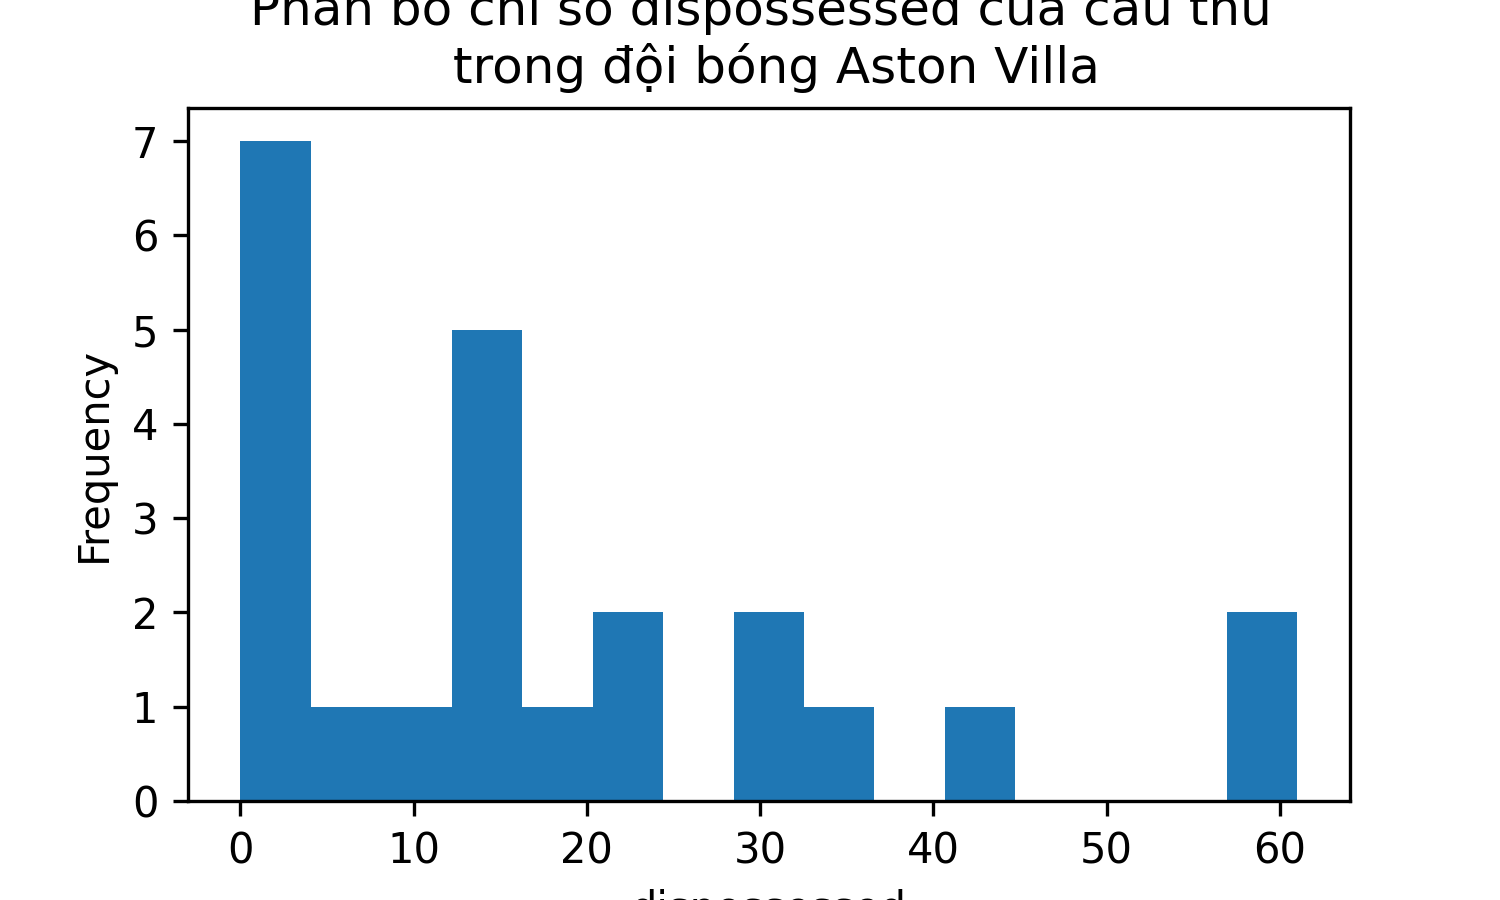 Phân bố chỉ số dispossessed của cầu thủ
trong đội bóng Aston Villa
7
6
5
4
3
2
1
0
Frequency
0 10 20 30 40 50 60
dispossessed